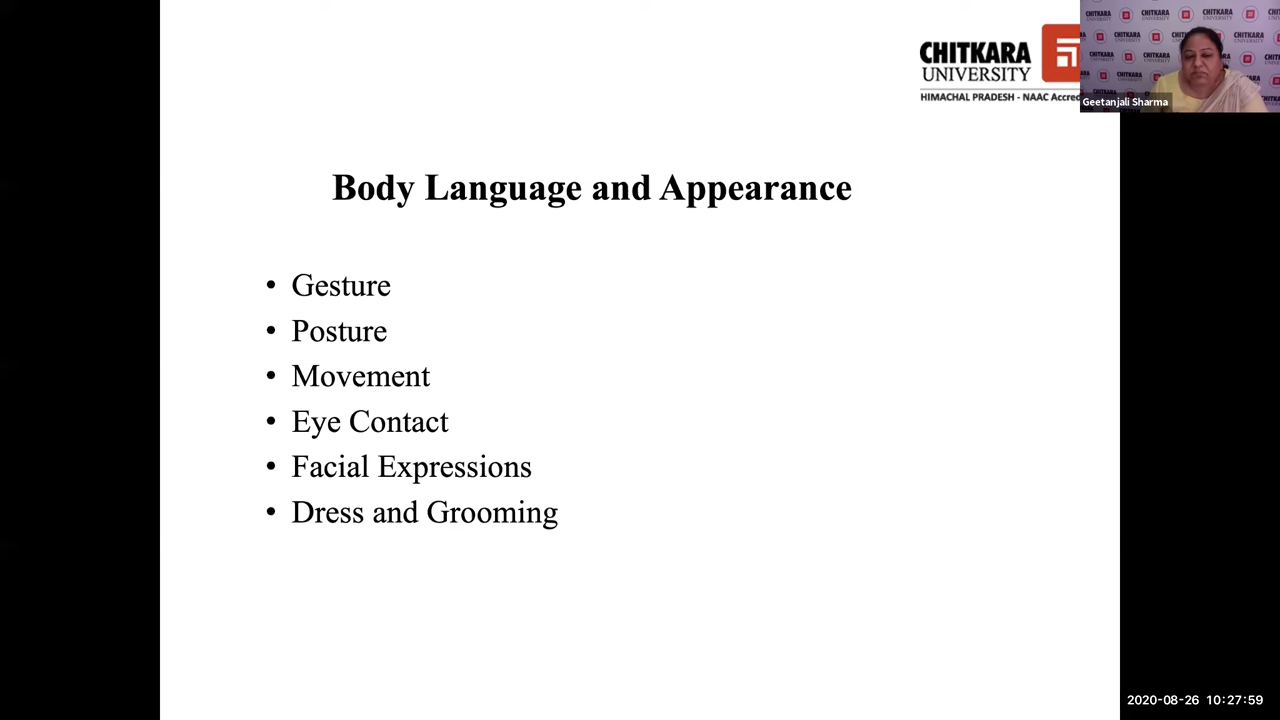 CHITKARA
UNIVERSITY
HIMACHAL PRADESH - NAAC
Geetanjali Sharma
Body Language and Appearance
• Gesture
• Posture
• Movement
• Eye Contact
• Facial Expressions
• Dress and Grooming
2020-08-26 10:27:59